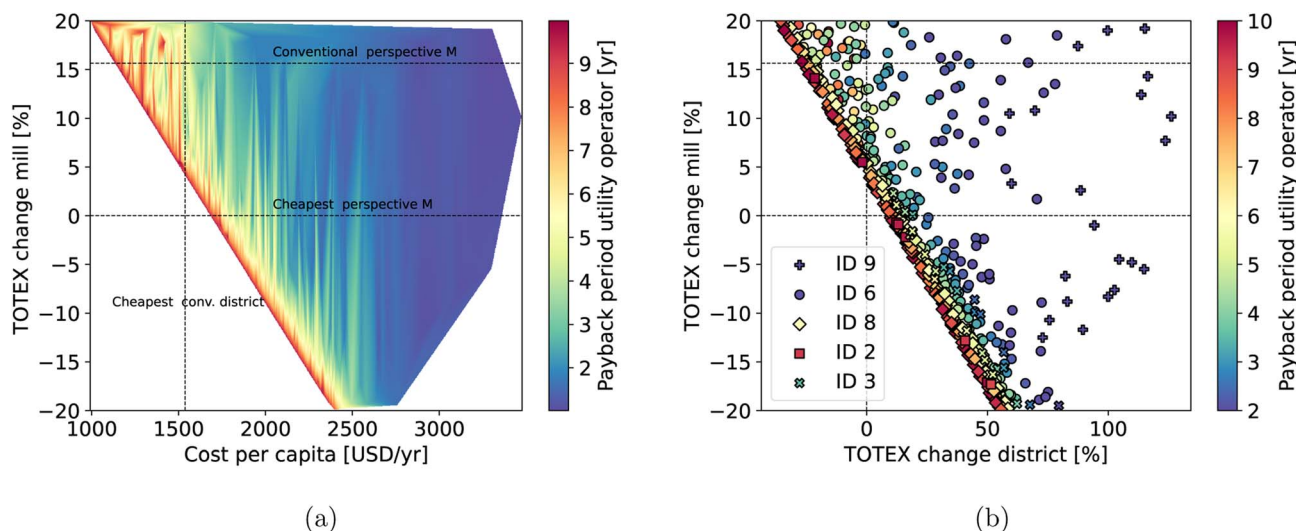 20
15
10
5
0
−5
−10
−15
−20
TOTEX change mill [%]
Conventional perspective M
Cheapest perspective M
Cheapest conv. district
1000
1500
2000
2500
3000
Cost per capita [USD/yr]
9
8
7
6
5
4
3
2
Payback period utility operator [yr]
(a)
20
15
10
5
0
−5
−10
−15
−20
TOTEX change mill [%]
ID 9
ID 6
ID 8
ID 2
ID 3
0
50
100
TOTEX change district [%]
10
9
8
7
6
5
4
3
2
Payback period utility operator [yr]
(b)